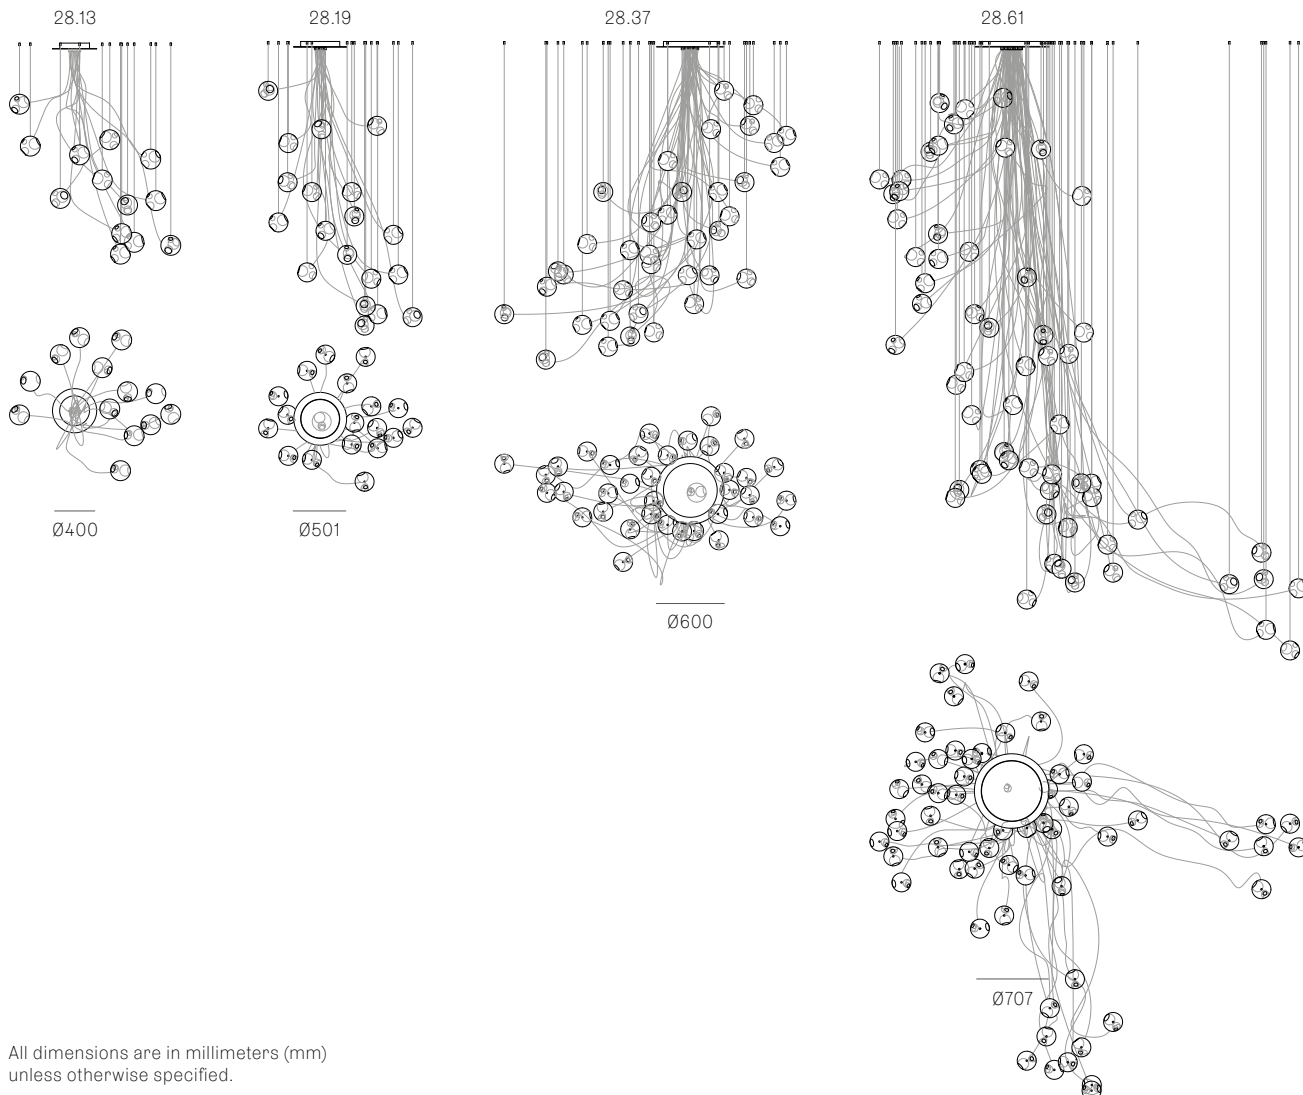 28.13
28.19
28.37
28.61
Ø400
Ø501
Ø600
Ø707
All dimensions are in millimeters (mm)
unless otherwise specified.